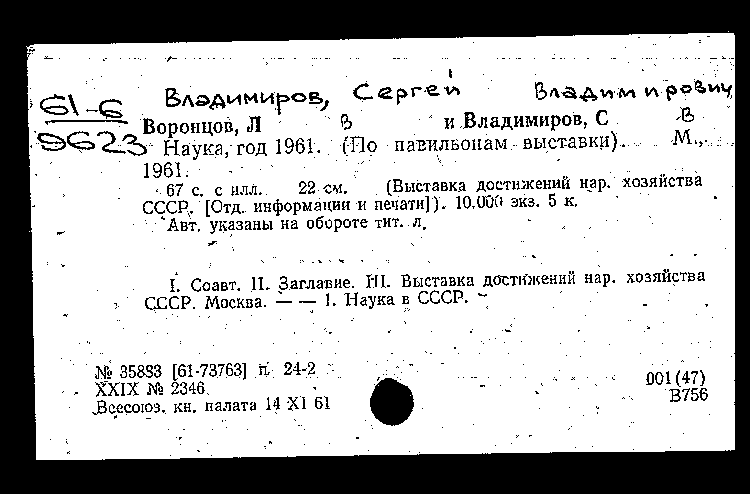 Владимиров, Сергей Владимирович
61-6
9623
Воронцов, Л В и Владимиров, С В
Наука, год 1961. (По павильонам выставки). М.,
1961.
67 с. с илл. 22 см. (Выставка достижений нар. хозяйства
СССР. [Отд. информации и печати]). 10.000 экз. 5 к.
Авт. указаны на обороте тит. л.
I. Соавт. II. Заглавие. III. Выставка достижений нар. хозяйства
СССР. Москва. — — 1. Наука в СССР.
№ 35883 [61-73763] п. 24-2
XXIX № 2346
Всесоюз. кн. палата 14 XI 61
001(47)
В756